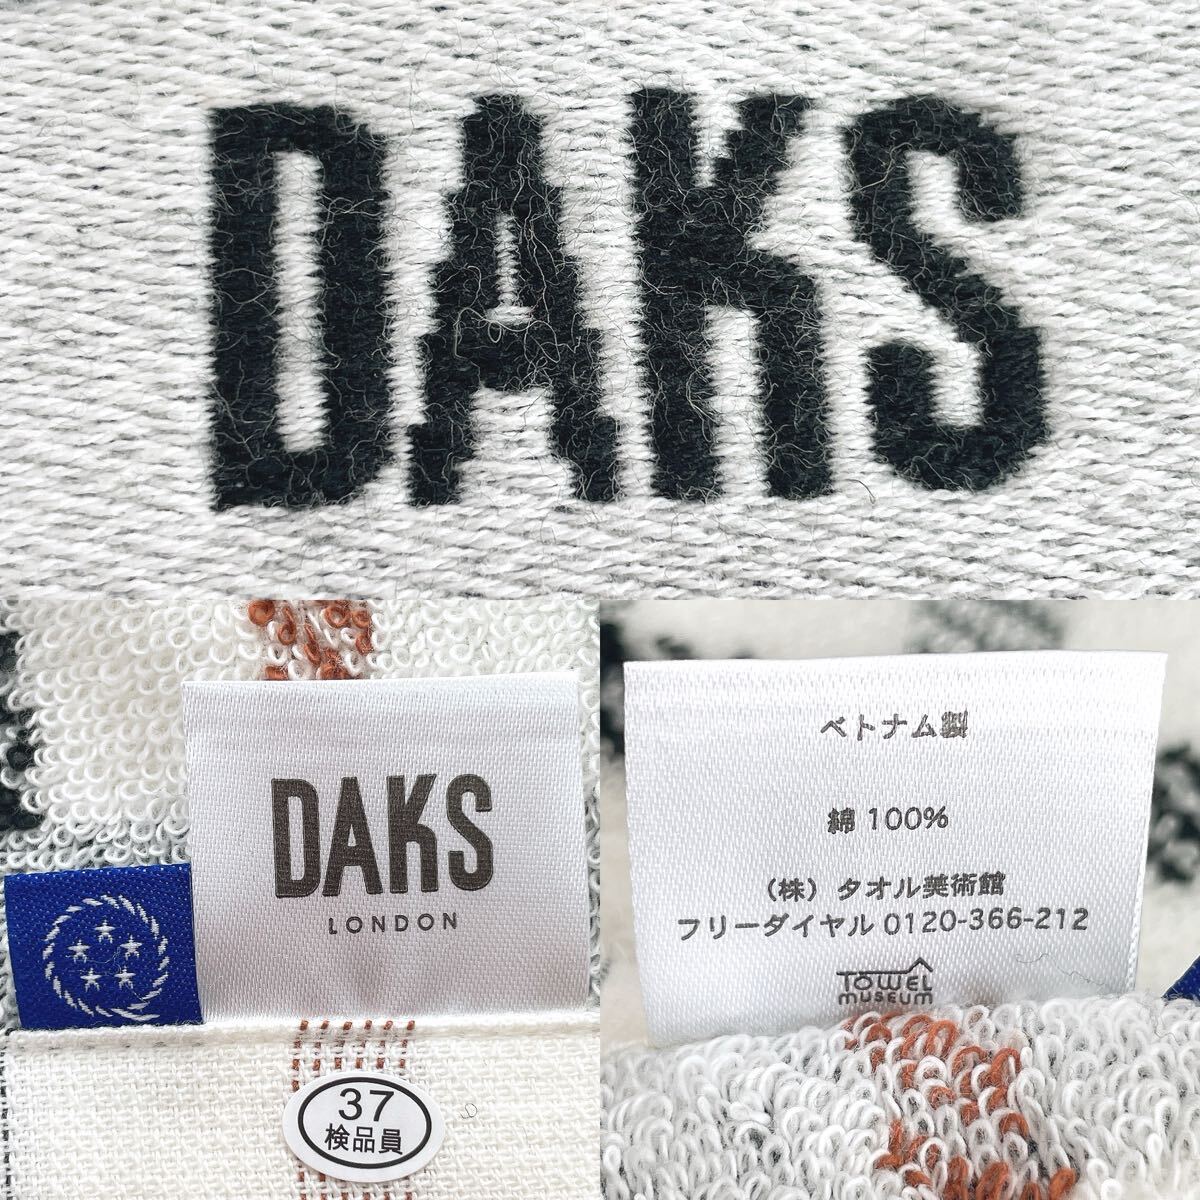 DAKS
DAKS
LONDON
37
検品員
ベトナム製
綿 100%
（株）タオル美術館
フリーダイヤル 0120-366-212
TOWEL
MUSEUM